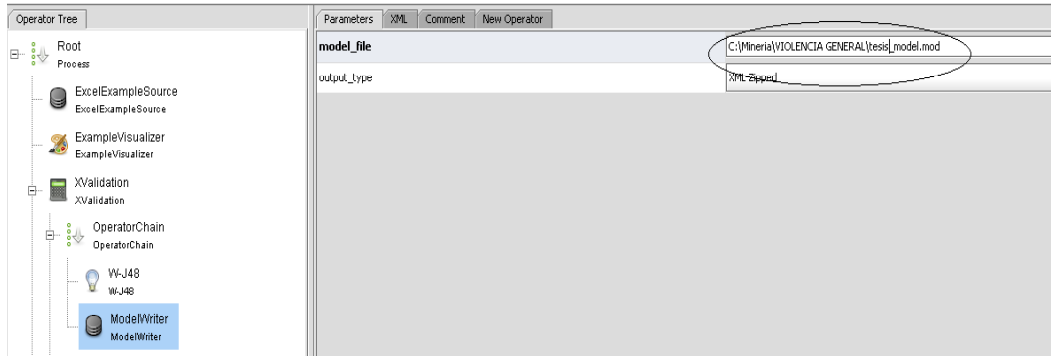 Operator Tree
Root
Process
ExcelExampleSource
ExcelExampleSource
ExampleVisualizer
ExampleVisualizer
XValidation
XValidation
OperatorChain
OperatorChain
W-J48
W-J48
ModelWriter
ModelWriter
Parameters XML Comment New Operator
model_file C:\Mineria\VIOLENCIA GENERAL\tesis_model.mod
output_type XML Zipped